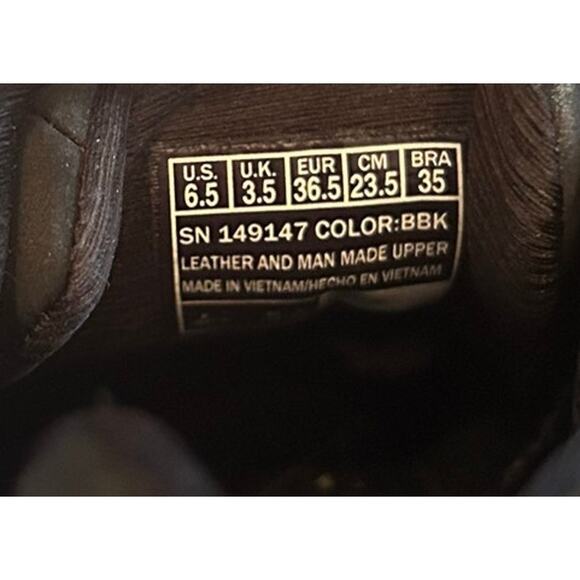 U.S. U.K. EUR CM BRA
6.5 3.5 36.5 23.5 35
SN 149147 COLOR:BBK
LEATHER AND MAN MADE UPPER
MADE IN VIETNAM/HECHO EN VIETNAM